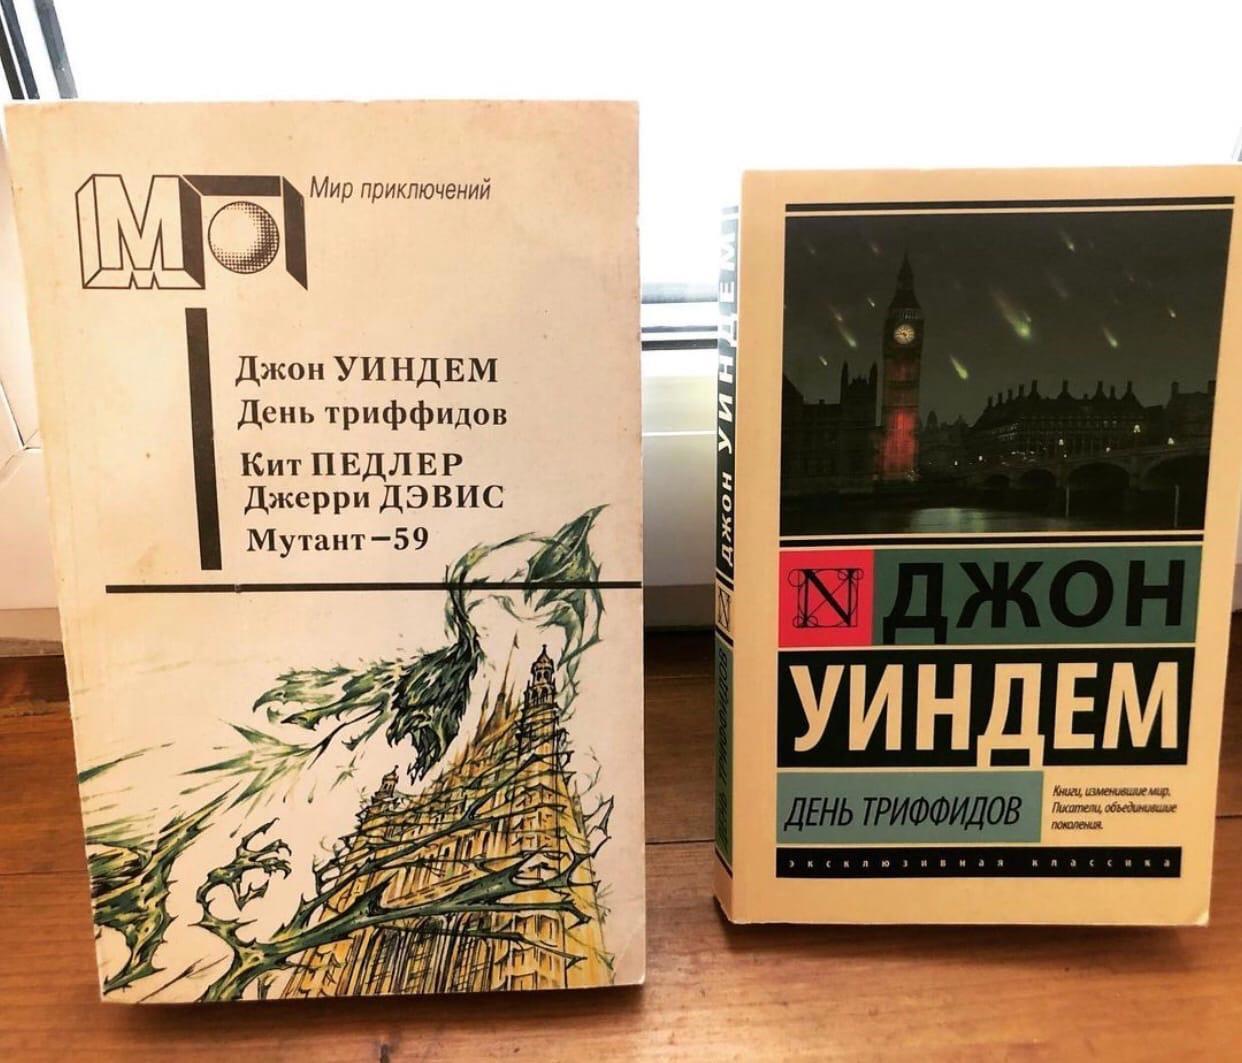 МП
Мир приключений
Джон УИНДЕМ
День триффидов
Кит ПЕДЛЕР
Джерри ДЭВИС
Мутант—59
ДЖОН УИНДЕМ
N
ДЕНЬ ТРИФФИДОВ
N ДЖОН
УИНДЕМ
ДЕНЬ ТРИФФИДОВ
Книги, изменившие мир.
Писатели, объединившие
поколения.
эксклюзивная классика